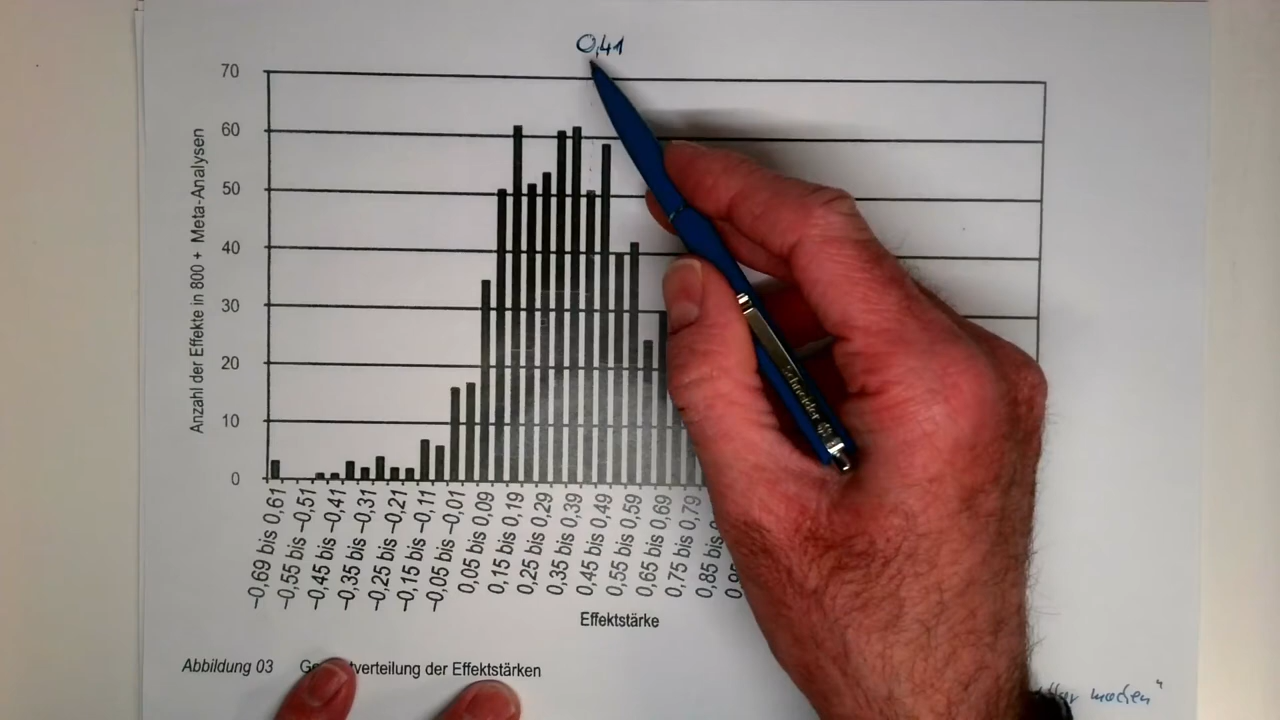 0,41
70
60
50
40
30
20
10
0
Anzahl der Effekte in 800 + Meta-Analysen
–0,69 bis 0,61
–0,55 bis –0,51
–0,45 bis –0,41
–0,35 bis –0,31
–0,25 bis –0,21
–0,15 bis –0,11
–0,05 bis –0,01
0,05 bis 0,09
0,15 bis 0,19
0,25 bis 0,29
0,35 bis 0,39
0,45 bis 0,49
0,55 bis 0,59
0,65 bis 0,69
0,75 bis 0,79
0,85 bis
Effektstärke
Schneider
Abbildung 03 verteilung der Effektstärken
machen"